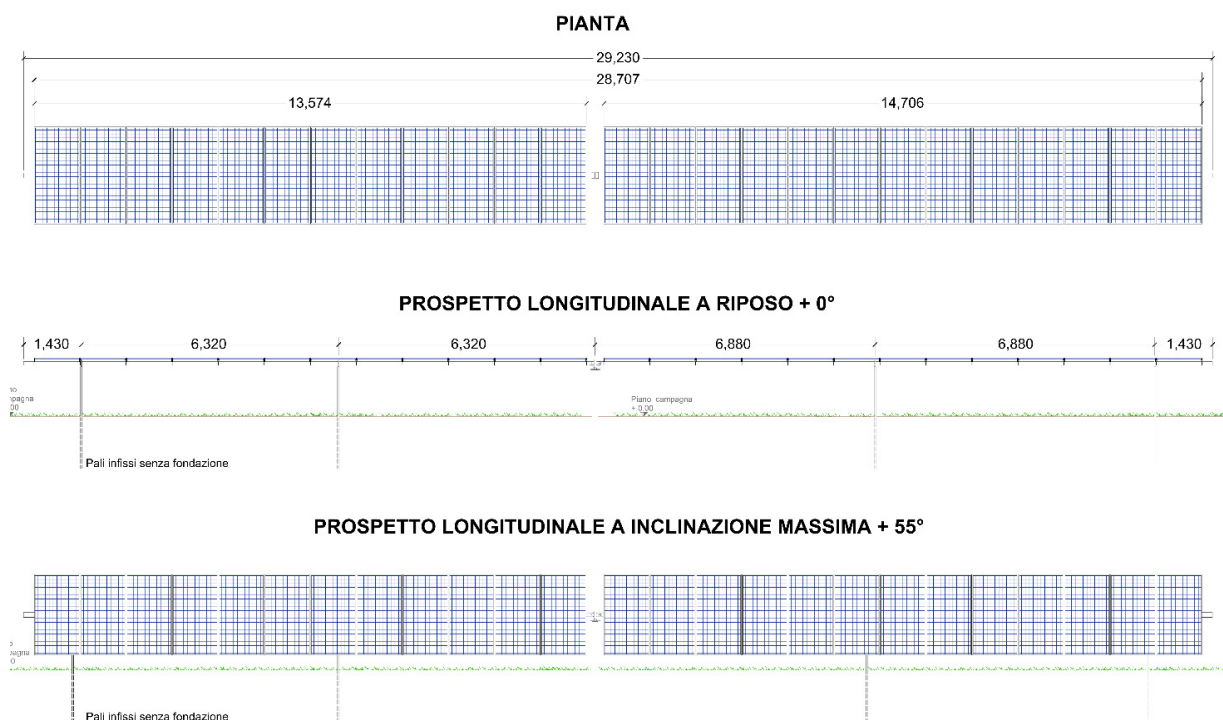 PIANTA
29,230
28,707
13,574
14,706
PROSPETTO LONGITUDINALE A RIPOSO + 0°
1,430
6,320
6,320
6,880
6,880
1,430
Piano campagna
+ 0.00
Pali infissi senza fondazione
PROSPETTO LONGITUDINALE A INCLINAZIONE MASSIMA + 55°
Pali infissi senza fondazione